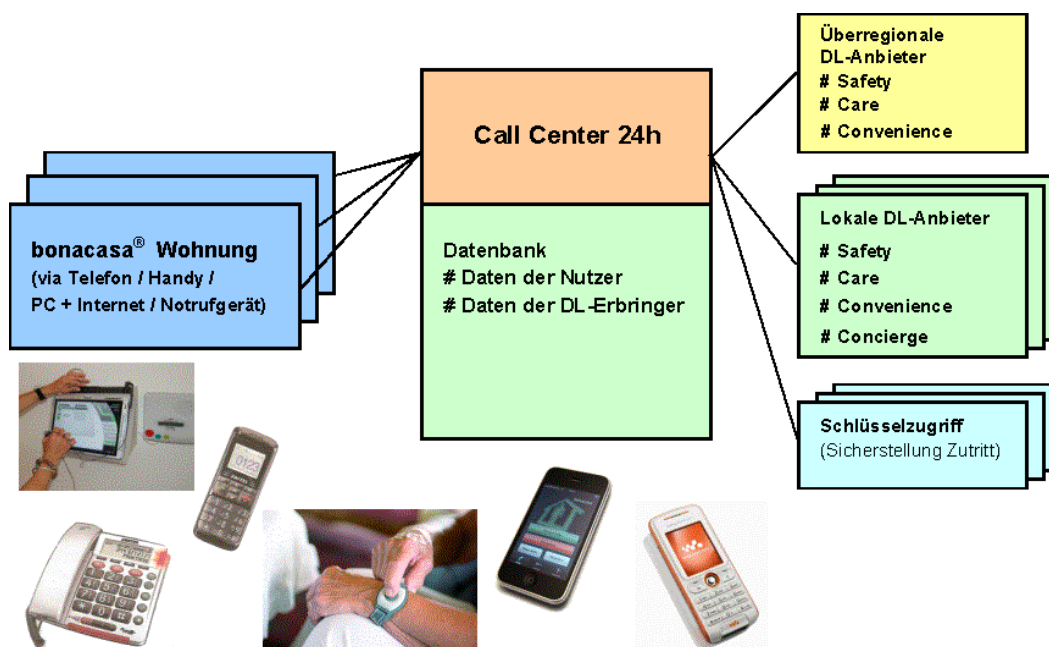 Überregionale
DL-Anbieter
# Safety
# Care
# Convenience
Call Center 24h
bonacasa® Wohnung
(via Telefon / Handy /
PC + Internet / Notrufgerät)
Datenbank
# Daten der Nutzer
# Daten der DL-Erbringer
Lokale DL-Anbieter
# Safety
# Care
# Convenience
# Concierge
Schlüsselzugriff
(Sicherstellung Zutritt)
0123